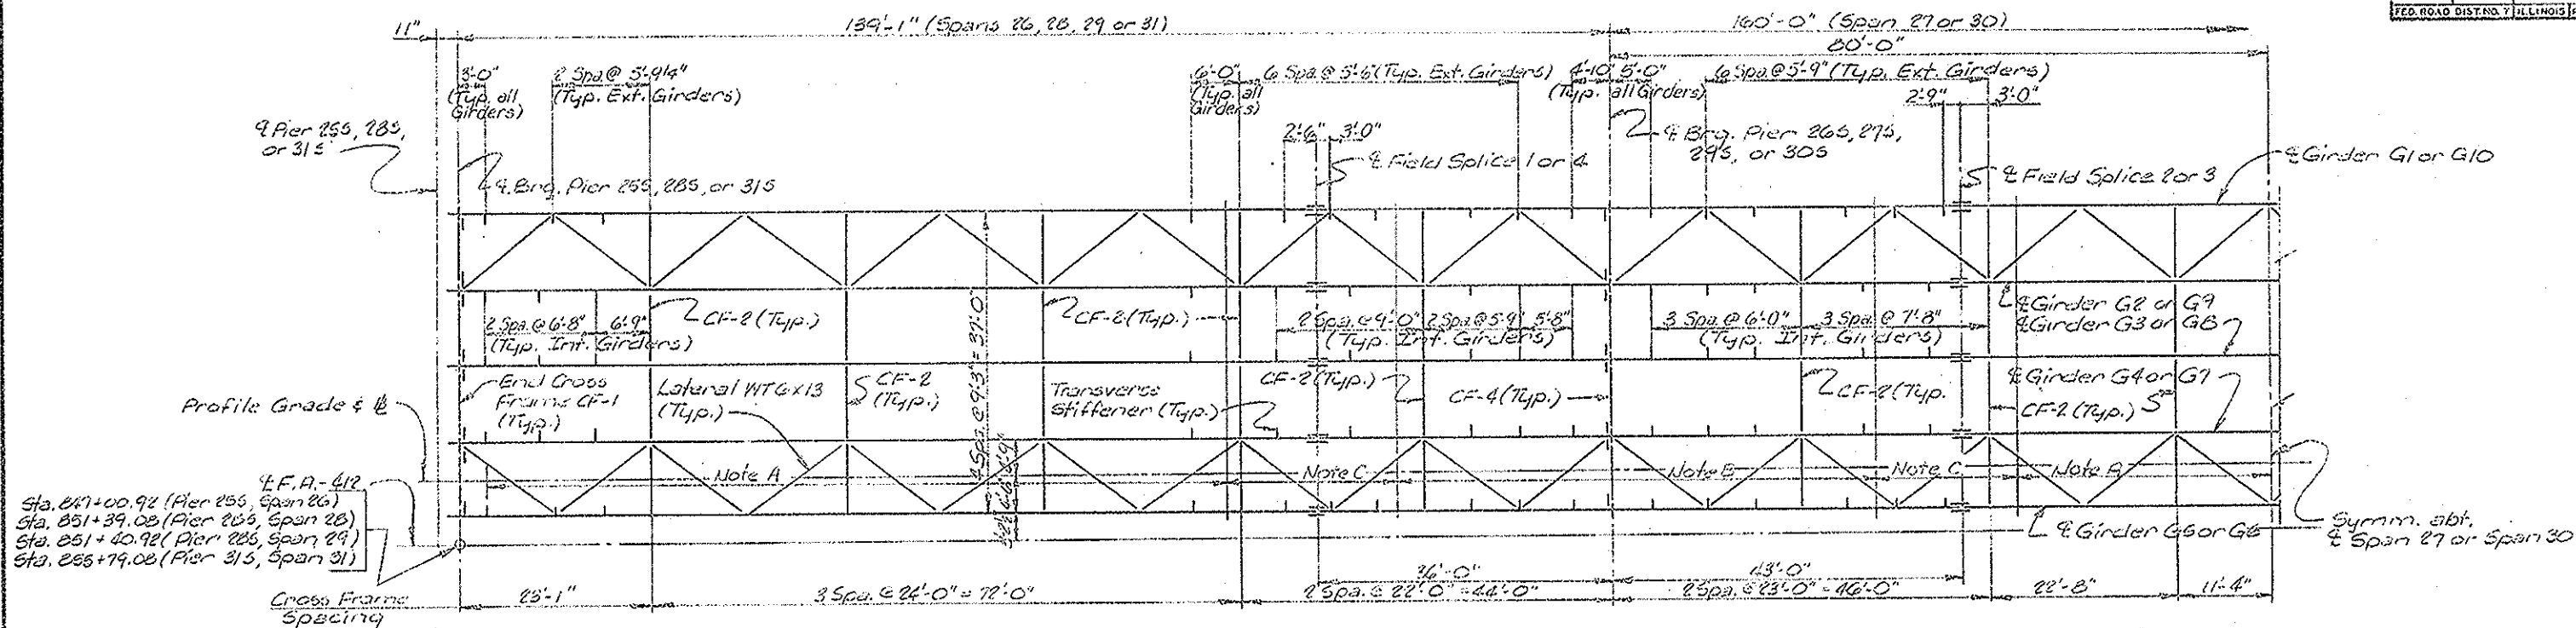 FED. ROAD DIST. NO. 7 ILLINOIS
11"
139'-1" (Spans 26, 28, 29 or 31)
160'-0" (Span 27 or 30)
80'-0"
3'-0"
(Typ. all
Girders)
2 Spa. @ 5'-9 1/4"
(Typ. Ext. Girders)
6'-0"
(Typ. all
Girders)
6 Spa. @ 5'-6" (Typ. Ext. Girders)
4'-10" 5'-0"
(Typ. all Girders)
6 Spa. @ 5'-9" (Typ. Ext. Girders)
2'-9" 3'-0"
2'-6" 3'-0"
℄ Pier 25S, 28S,
or 31S
℄ Brg. Pier 25S, 28S, or 31S
℄ Field Splice 1 or 4
℄ Brg. Pier 26S, 27S,
29S, or 30S
℄ Field Splice 2 or 3
℄ Girder G1 or G10
2 Spa. @ 6'-8" 6'-9"
(Typ. Int. Girders)
CF-2 (Typ.)
4 Spa. @ 9'-3" = 37'-0"
CF-2 (Typ.)
2 Spa. @ 9'-0" 2 Spa @ 5'-9" 5'-8"
(Typ. Int. Girders)
3 Spa. @ 6'-0" 3 Spa. @ 7'-8"
(Typ. Int. Girders)
℄ Girder G2 or G9
℄ Girder G3 or G8
End Cross
Frame CF-1
(Typ.)
Lateral WT6x13
(Typ.)
CF-2
(Typ.)
Transverse
Stiffener (Typ.)
CF-2 (Typ.)
CF-4 (Typ.)
CF-2 (Typ.
℄ Girder G4 or G7
CF-2 (Typ.)
Profile Grade &
Note A
Note C
Note B
Note C
Note A
℄ F.A.-412
Sta. 847+00.92 (Pier 25S, Span 26)
Sta. 851+39.08 (Pier 28S, Span 28)
Sta. 851+40.92 (Pier 28S, Span 29)
Sta. 855+79.08 (Pier 31S, Span 31)
℄ Girder G5 or G6
Symm. abt.
℄ Span 27 or Span 30
Cross Frame
Spacing
23'-1"
3 Spa. @ 24'-0" = 72'-0"
36'-0"
2 Spa. @ 22'-0" = 44'-0"
43'-0"
2 Spa. @ 23'-0" = 46'-0"
22'-8"
11'-4"